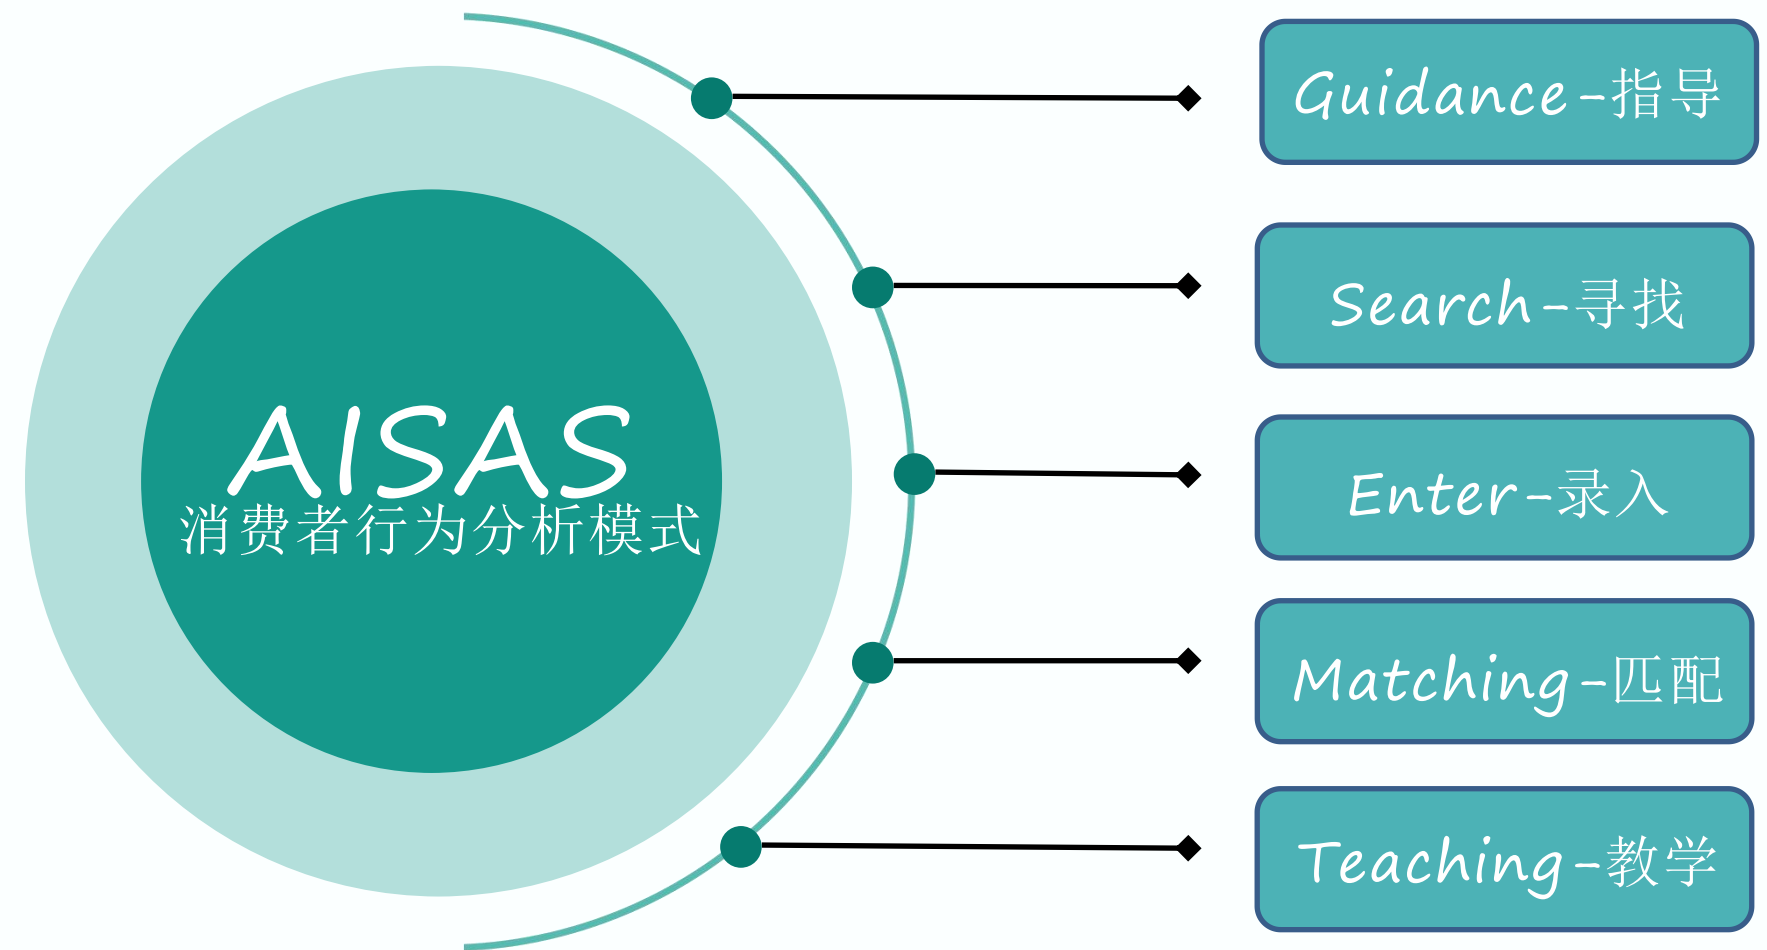 AISAS
消费者行为分析模式
Guidance-指导
Search-寻找
Enter-录入
Matching-匹配
Teaching-教学